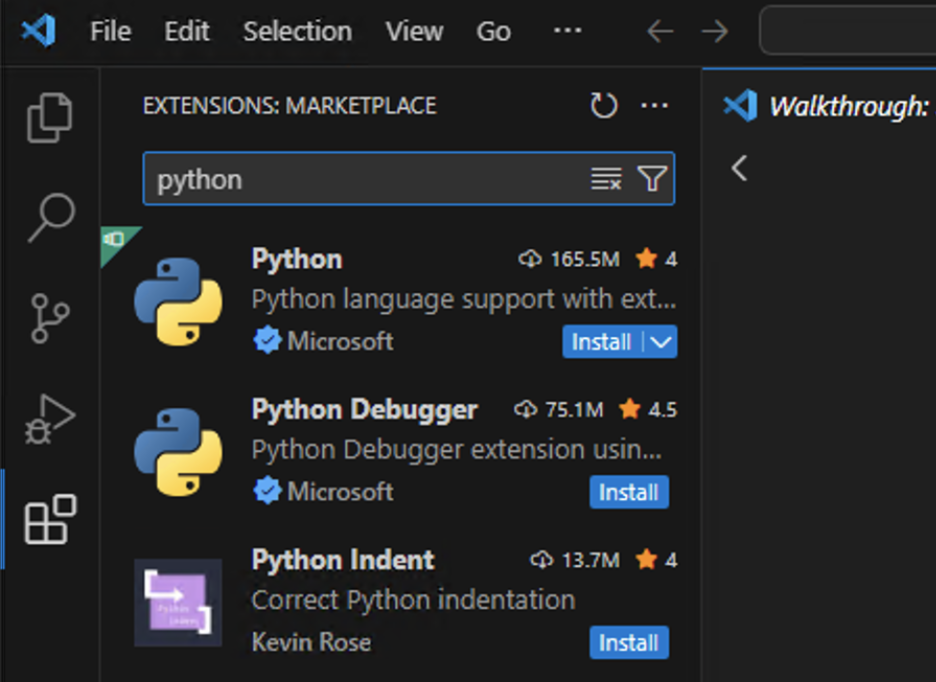 File Edit Selection View Go ···
EXTENSIONS: MARKETPLACE ···
Walkthrough:
python
Python 165.5M 4
Python language support with ext...
Microsoft Install
Python Debugger 75.1M 4.5
Python Debugger extension usin...
Microsoft Install
Python Indent 13.7M 4
Correct Python indentation
Python
Indent
Kevin Rose Install